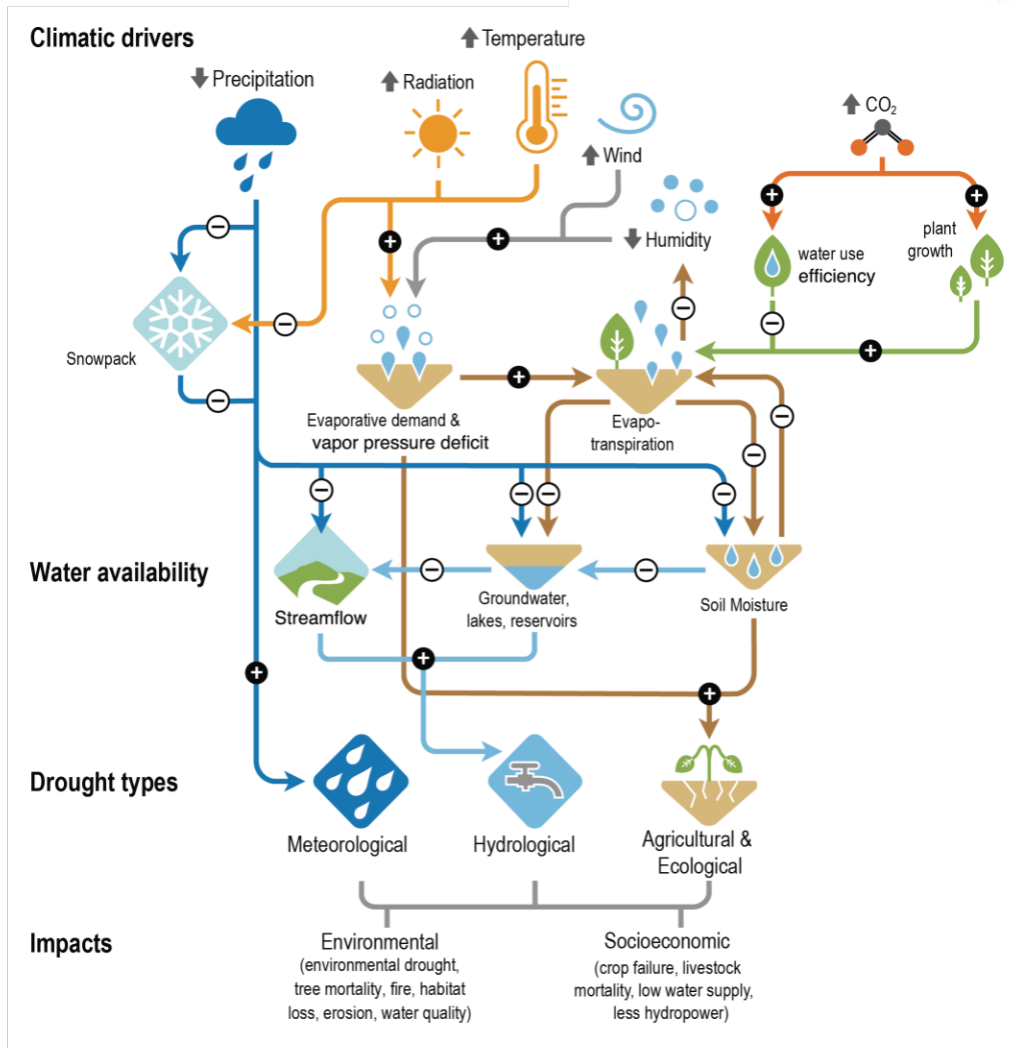 Climatic drivers
Temperature
Precipitation
Radiation
CO₂
Wind
Humidity
water use
efficiency
plant
growth
Snowpack
Evaporative demand &
vapor pressure deficit
Evapo-
transpiration
Water availability
Streamflow
Groundwater,
lakes, reservoirs
Soil Moisture
Drought types
Meteorological
Hydrological
Agricultural &
Ecological
Impacts
Environmental
(environmental drought,
tree mortality, fire, habitat
loss, erosion, water quality)
Socioeconomic
(crop failure, livestock
mortality, low water supply,
less hydropower)